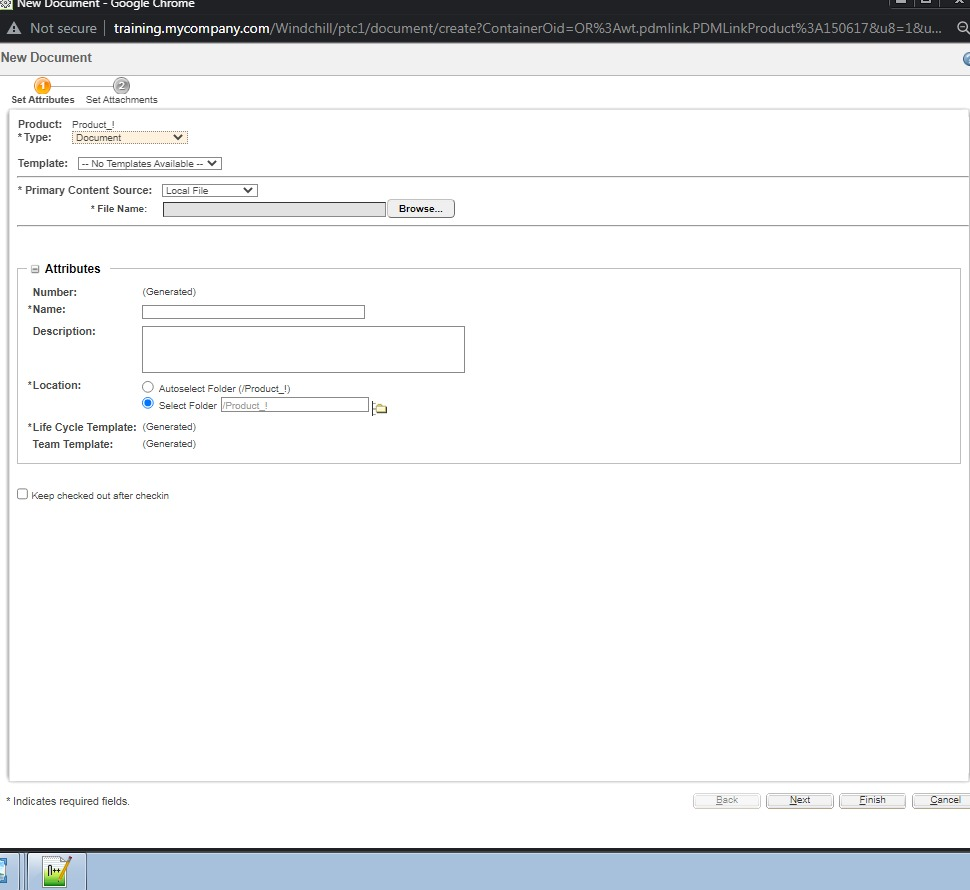 New Document - Google Chrome
Not secure training.mycompany.com/Windchill/ptc1/document/create?ContainerOid=OR%3Awt.pdmlink.PDMLinkProduct%3A150617&u8=1&u...
New Document
1 2
Set Attributes Set Attachments
Product: Product_!
*Type: Document
Template: -- No Templates Available --
* Primary Content Source: Local File
* File Name: Browse...
Attributes
Number: (Generated)
*Name:
Description:
*Location: Autoselect Folder (/Product_!)
Select Folder /Product_!
*Life Cycle Template: (Generated)
Team Template: (Generated)
Keep checked out after checkin
* Indicates required fields. Back Next Finish Cancel